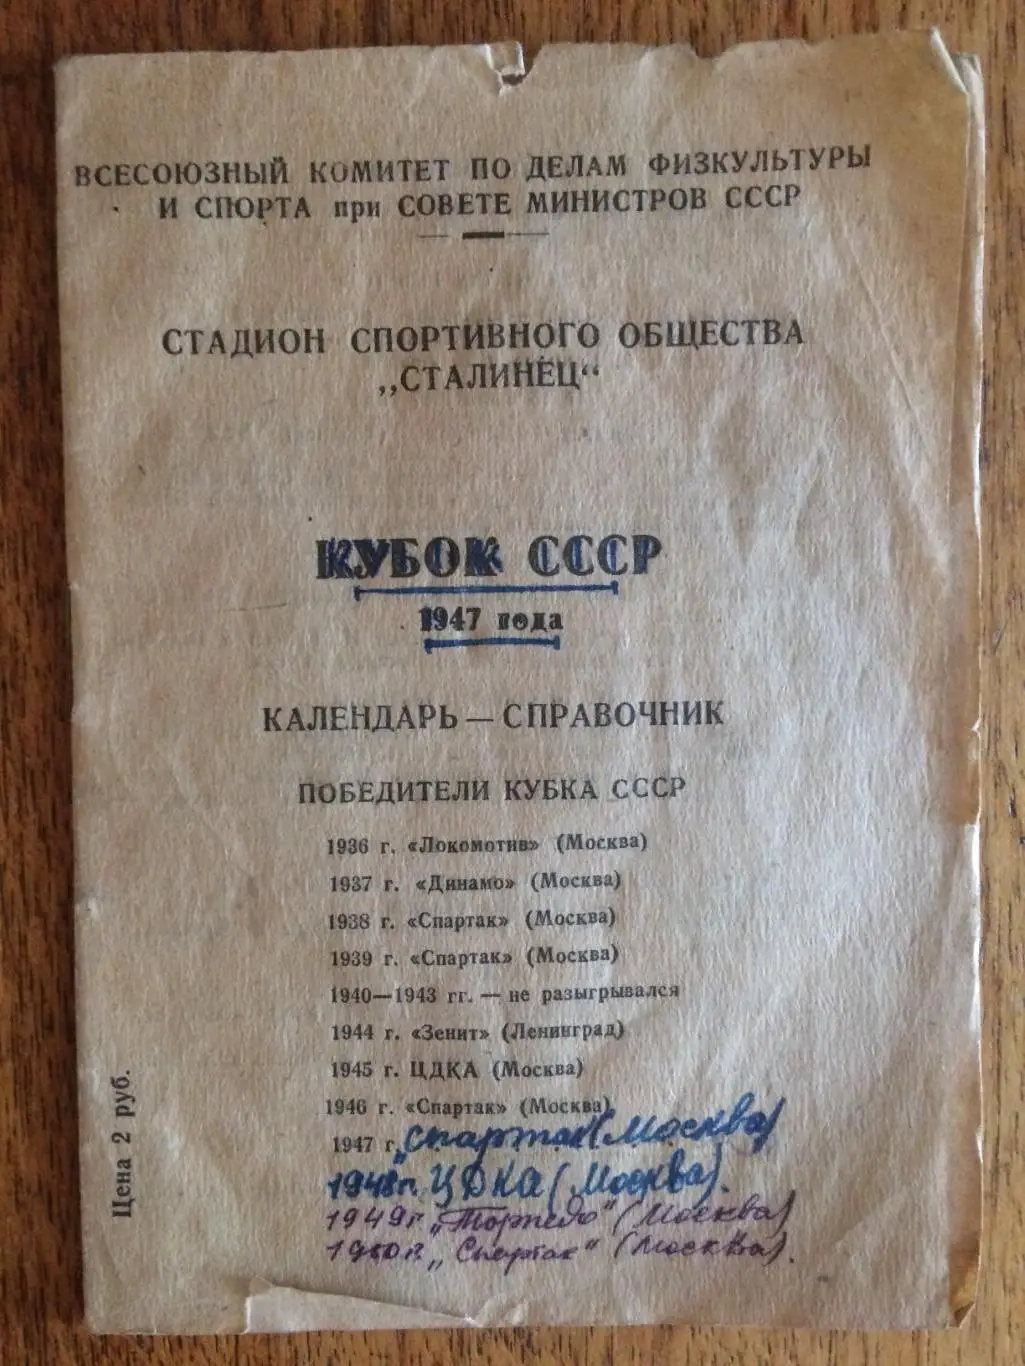 ВСЕСОЮЗНЫЙ КОМИТЕТ ПО ДЕЛАМ ФИЗКУЛЬТУРЫ
И СПОРТА при СОВЕТЕ МИНИСТРОВ СССР
СТАДИОН СПОРТИВНОГО ОБЩЕСТВА
„СТАЛИНЕЦ“
КУБОК СССР
1947 года
КАЛЕНДАРЬ — СПРАВОЧНИК
ПОБЕДИТЕЛИ КУБКА СССР
1936 г. «Локомотив» (Москва)
1937 г. «Динамо» (Москва)
1938 г. «Спартак» (Москва)
1939 г. «Спартак» (Москва)
1940—1943 гг. — не разыгрывался
1944 г. «Зенит» (Ленинград)
1945 г. ЦДКА (Москва)
1946 г. «Спартак» (Москва)
1947 г. „Спартак" (Москва)
1948 г. ЦДКА (Москва).
1949 г. „Торпедо" (Москва)
1950 г. „Спартак" (Москва).
Цена 2 руб.